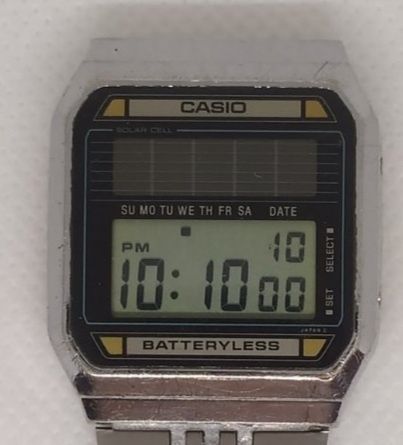 CASIO
SOLAR CELL
SU MO TU WE TH FR SA DATE
PM 10
10:10 00
SELECT
SET
JAPAN
BATTERYLESS